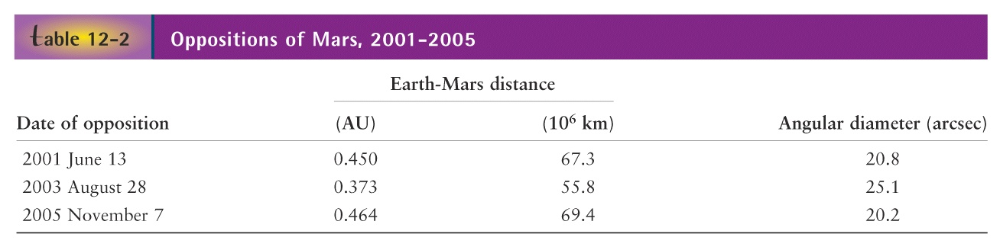 table 12-2 Oppositions of Mars, 2001–2005
Earth-Mars distance
Date of opposition (AU) (10⁶ km) Angular diameter (arcsec)
2001 June 13 0.450 67.3 20.8
2003 August 28 0.373 55.8 25.1
2005 November 7 0.464 69.4 20.2